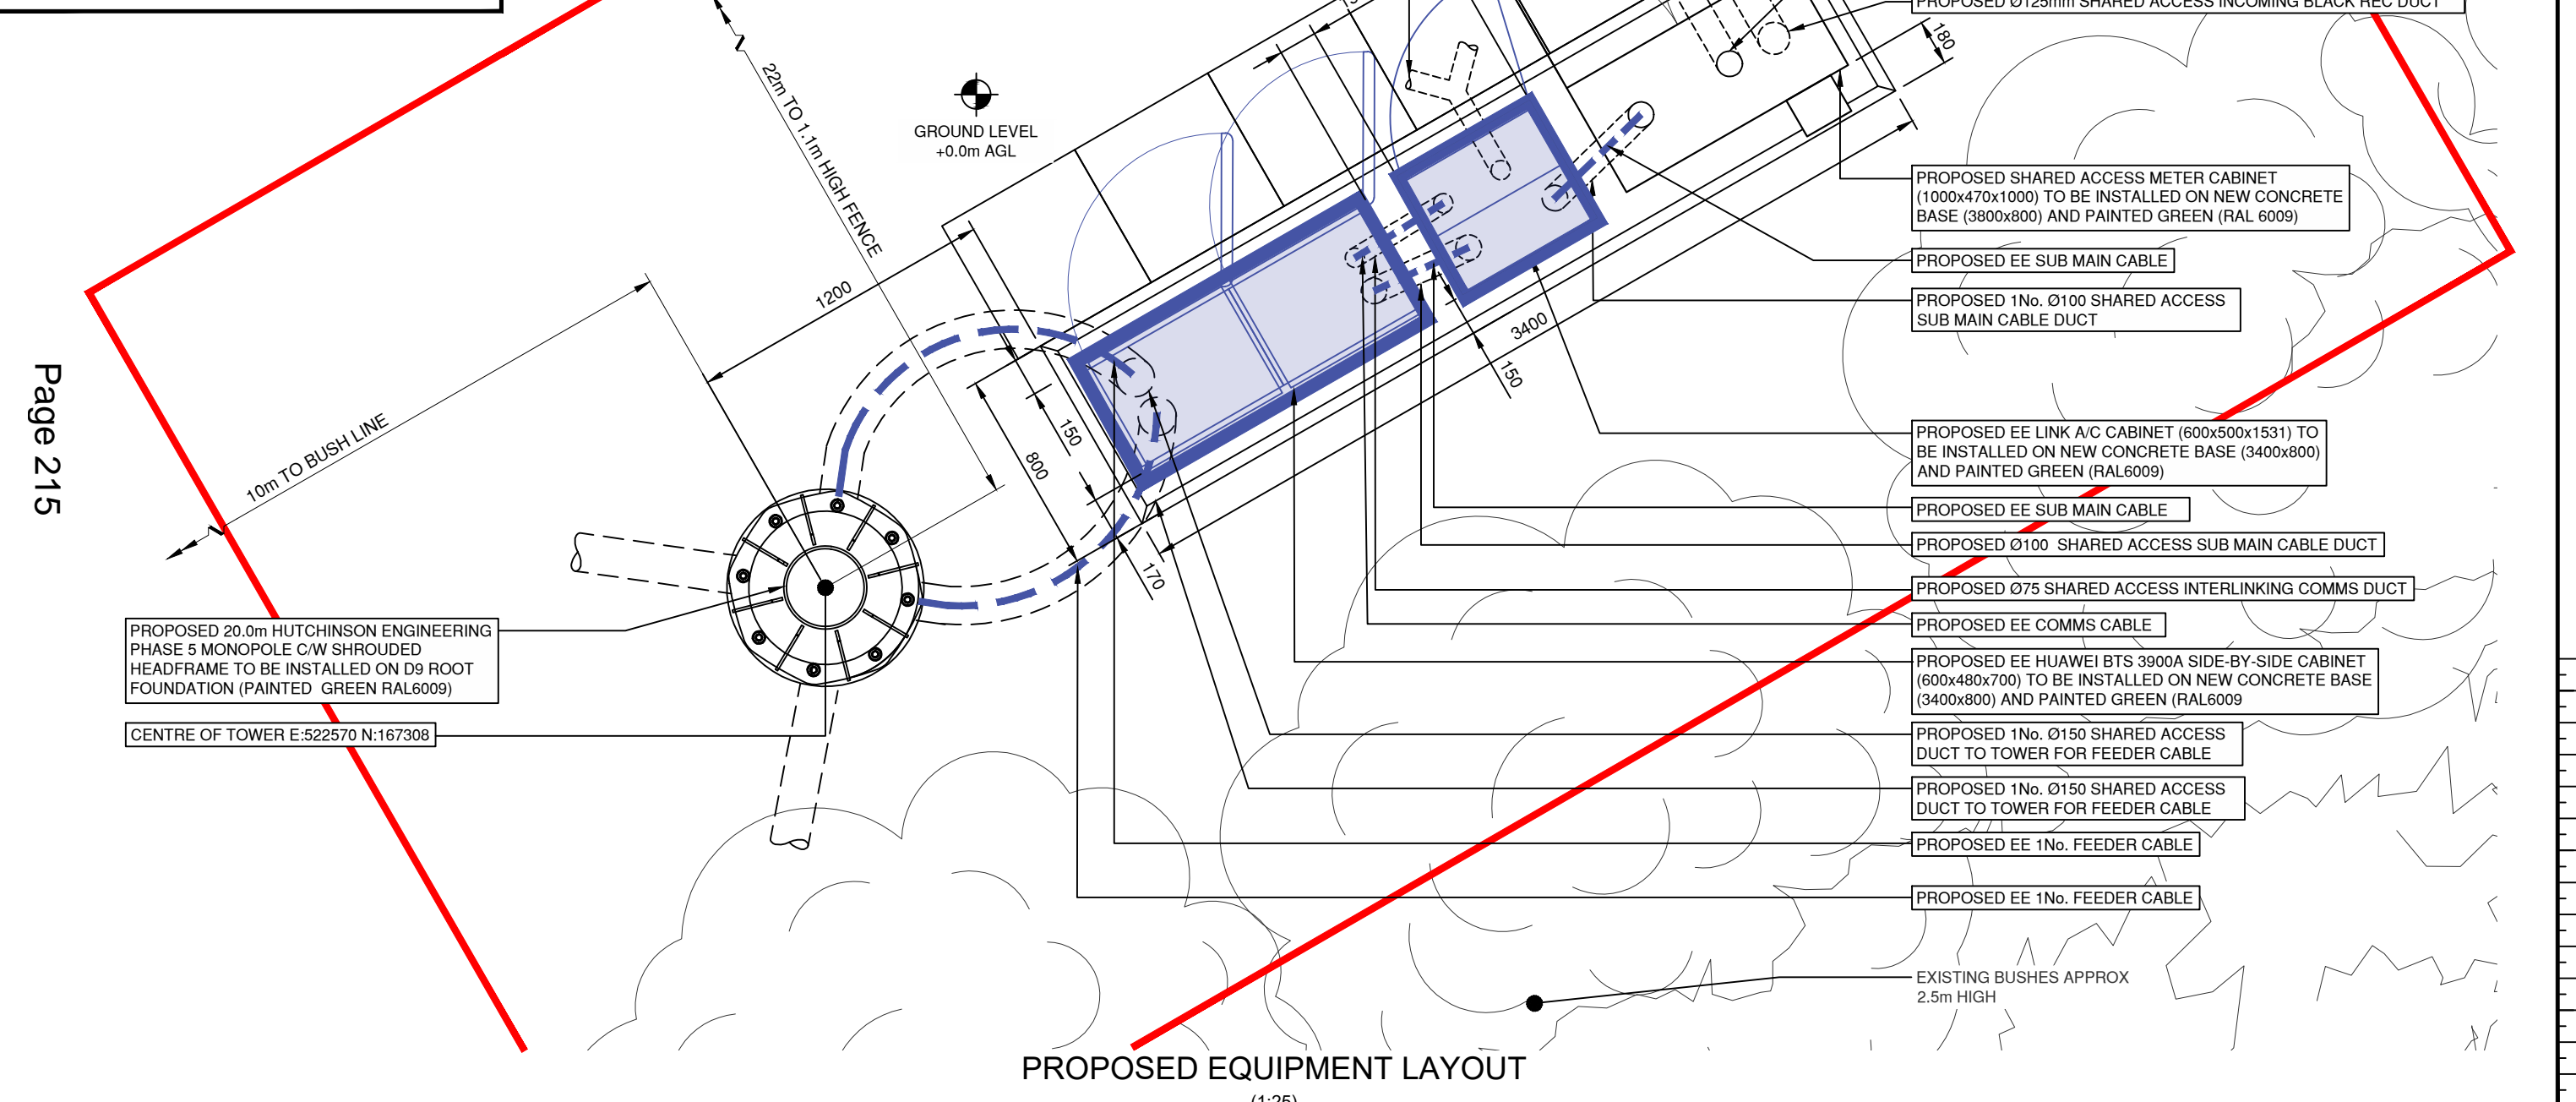 PROPOSED Ø125mm SHARED ACCESS INCOMING BLACK REC DUCT
180
22m TO 1.1m HIGH FENCE
GROUND LEVEL
+0.0m AGL
PROPOSED SHARED ACCESS METER CABINET
(1000x470x1000) TO BE INSTALLED ON NEW CONCRETE
BASE (3800x800) AND PAINTED GREEN (RAL 6009)
PROPOSED EE SUB MAIN CABLE
PROPOSED 1No. Ø100 SHARED ACCESS
SUB MAIN CABLE DUCT
1200
3400
150
10m TO BUSH LINE
150
800
170
Page 215
PROPOSED EE LINK A/C CABINET (600x500x1531) TO
BE INSTALLED ON NEW CONCRETE BASE (3400x800)
AND PAINTED GREEN (RAL6009)
PROPOSED EE SUB MAIN CABLE
PROPOSED Ø100 SHARED ACCESS SUB MAIN CABLE DUCT
PROPOSED Ø75 SHARED ACCESS INTERLINKING COMMS DUCT
PROPOSED EE COMMS CABLE
PROPOSED 20.0m HUTCHINSON ENGINEERING
PHASE 5 MONOPOLE C/W SHROUDED
HEADFRAME TO BE INSTALLED ON D9 ROOT
FOUNDATION (PAINTED GREEN RAL6009)
PROPOSED EE HUAWEI BTS 3900A SIDE-BY-SIDE CABINET
(600x480x700) TO BE INSTALLED ON NEW CONCRETE BASE
(3400x800) AND PAINTED GREEN (RAL6009
CENTRE OF TOWER E:522570 N:167308
PROPOSED 1No. Ø150 SHARED ACCESS
DUCT TO TOWER FOR FEEDER CABLE
PROPOSED 1No. Ø150 SHARED ACCESS
DUCT TO TOWER FOR FEEDER CABLE
PROPOSED EE 1No. FEEDER CABLE
PROPOSED EE 1No. FEEDER CABLE
EXISTING BUSHES APPROX
2.5m HIGH
PROPOSED EQUIPMENT LAYOUT
(1:25)